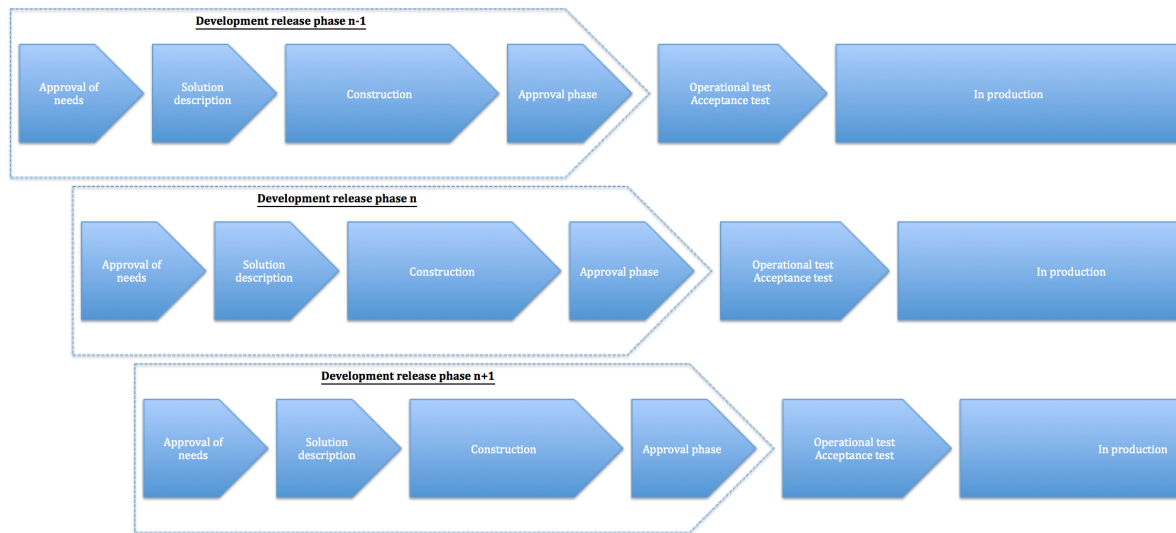 Development release phase n-1
Approval of
needs
Solution
description
Construction
Approval phase
Operational test
Acceptance test
In production
Development release phase n
Approval of
needs
Solution
description
Construction
Approval phase
Operational test
Acceptance test
In production
Development release phase n+1
Approval of
needs
Solution
description
Construction
Approval phase
Operational test
Acceptance test
In production